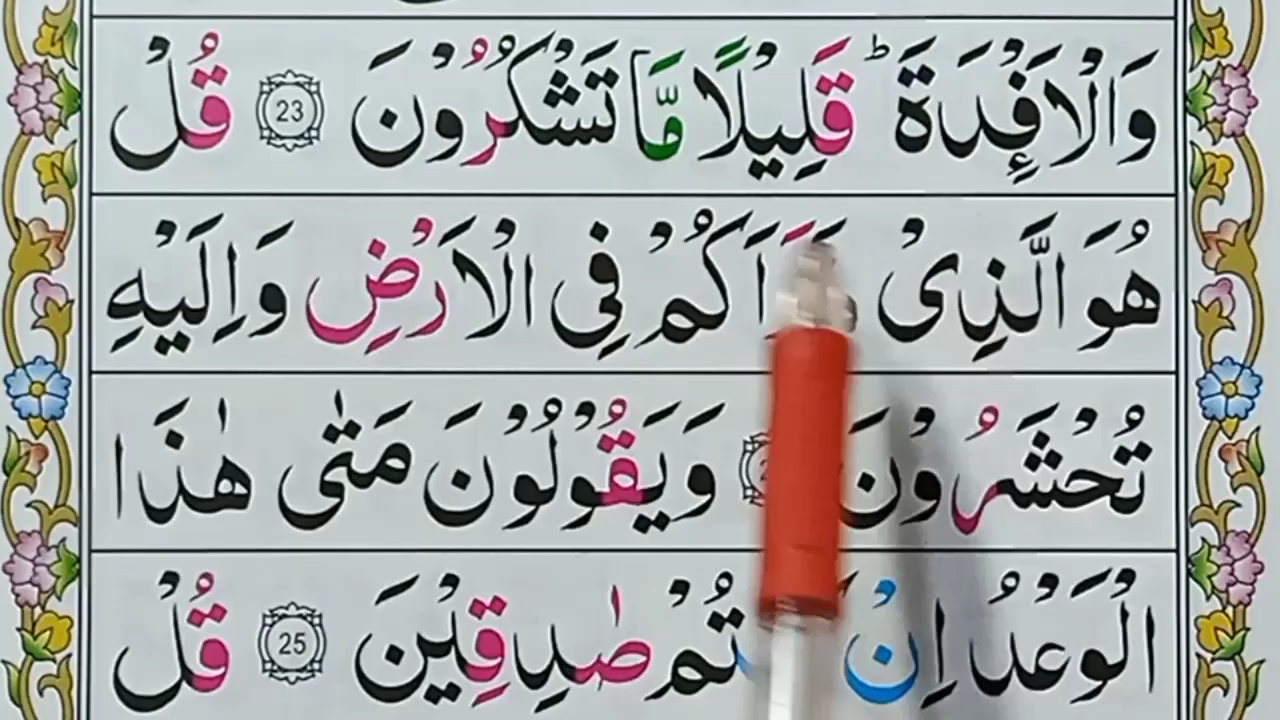 وَالْاَفْـِٕدَةَ ؕ قَلِيْلًا مَّا تَشْكُرُوْنَ 23 قُلْ
هُوَ الَّذِىْ فِى الْاَرْضِ وَاِلَيْهِ
تُحْشَرُوْنَ وَيَقُوْلُوْنَ مَتٰى هٰذَا
الْوَعْدُ اِنْ صٰدِقِيْنَ 25 قُلْ